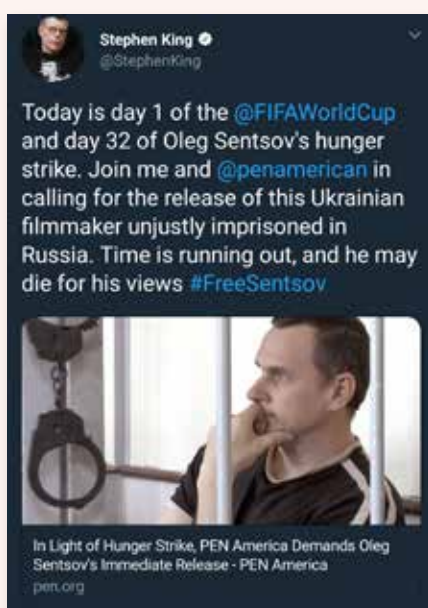 Stephen King
@StephenKing
Today is day 1 of the @FIFAWorldCup
and day 32 of Oleg Sentsov's hunger
strike. Join me and @penamerican in
calling for the release of this Ukrainian
filmmaker unjustly imprisoned in
Russia. Time is running out, and he may
die for his views #FreeSentsov
In Light of Hunger Strike, PEN America Demands Oleg
Sentsov's Immediate Release - PEN America
pen.org